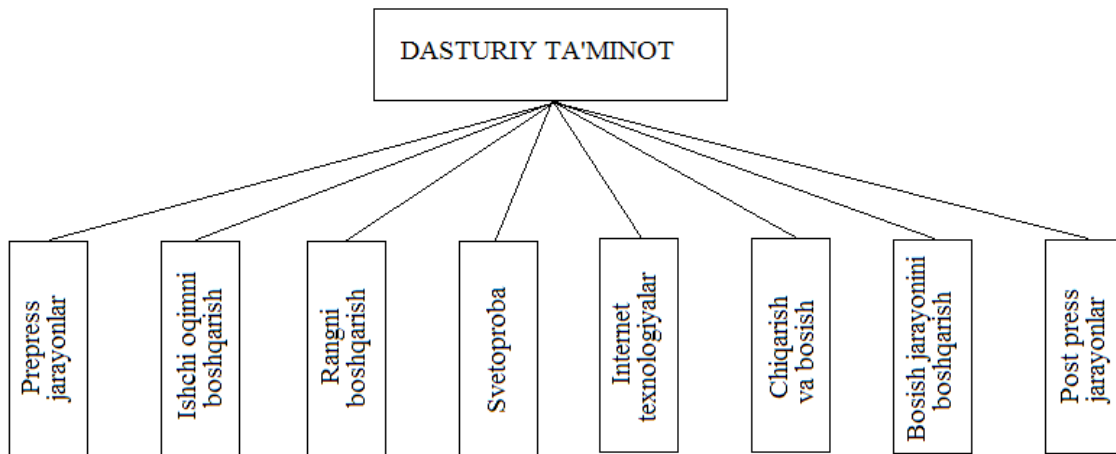 DASTURIY TA'MINOT
Prepress
jarayonlar
Ishchi oqimni
boshqarish
Rangni
boshqarish
Svetoproba
Internet
texnologiyalar
Chiqarish
va bosish
Bosish jarayonini
boshqarish
Post press
jarayonlar